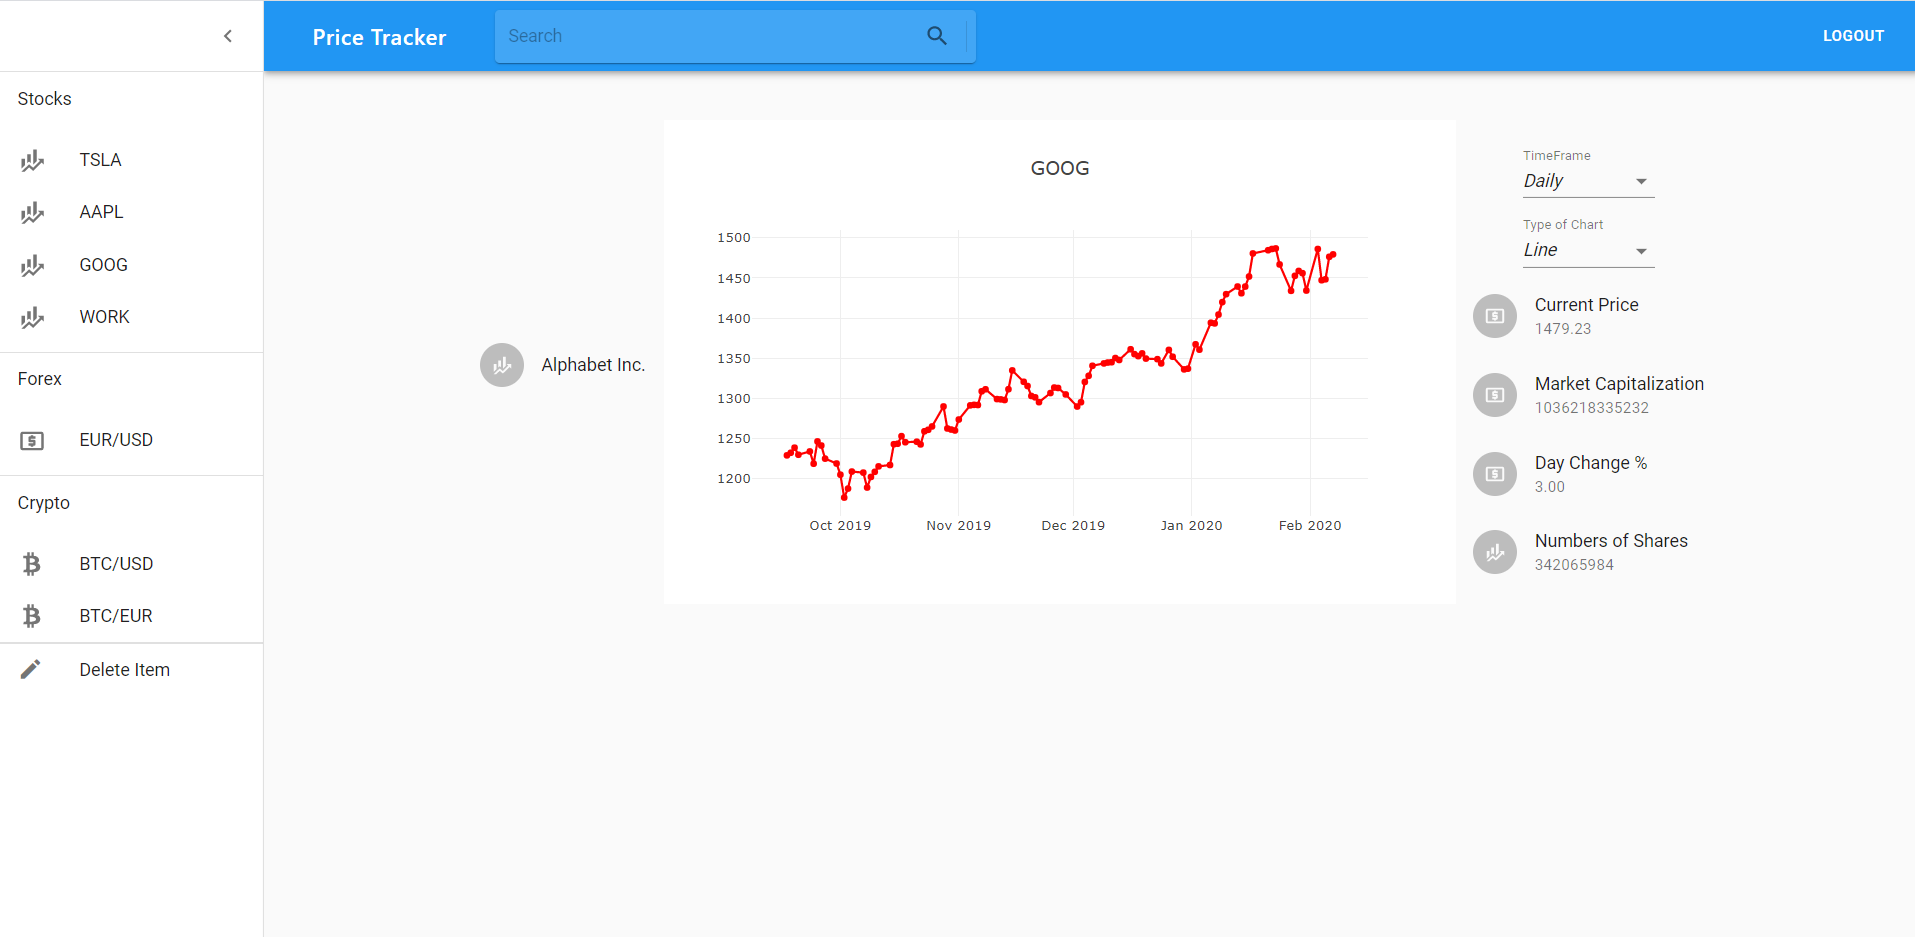 Price Tracker
Search
LOGOUT
Stocks
TSLA
AAPL
GOOG
WORK
Forex
EUR/USD
Crypto
BTC/USD
BTC/EUR
Delete Item
Alphabet Inc.
GOOG
1500
1450
1400
1350
1300
1250
1200
Oct 2019
Nov 2019
Dec 2019
Jan 2020
Feb 2020
TimeFrame
Daily
Type of Chart
Line
Current Price
1479.23
Market Capitalization
1036218335232
Day Change %
3.00
Numbers of Shares
342065984